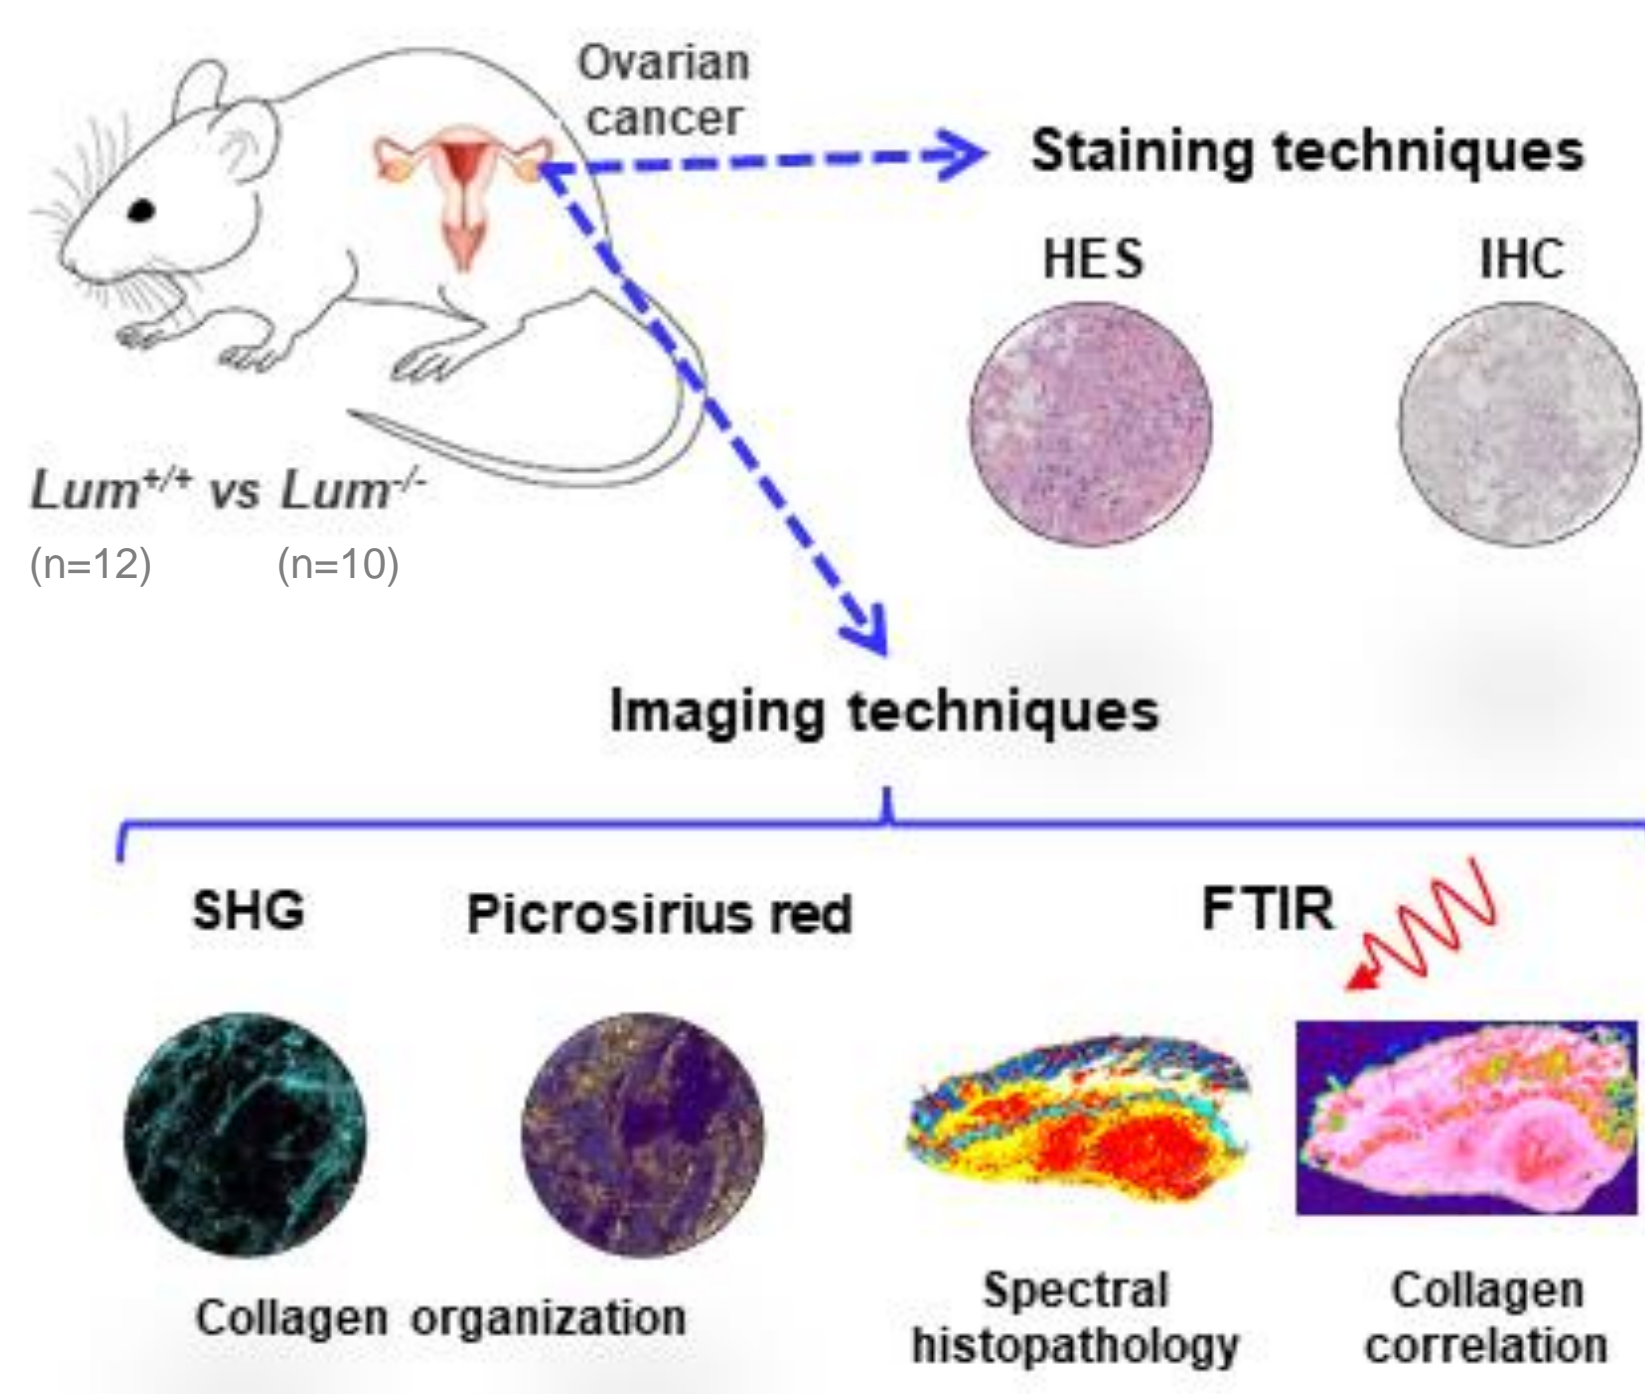 Ovarian
cancer
Staining techniques
HES
IHC
Lum+/+ vs Lum-/-
(n=12) (n=10)
Imaging techniques
SHG
Picrosirius red
FTIR
Collagen organization
Spectral
histopathology
Collagen
correlation